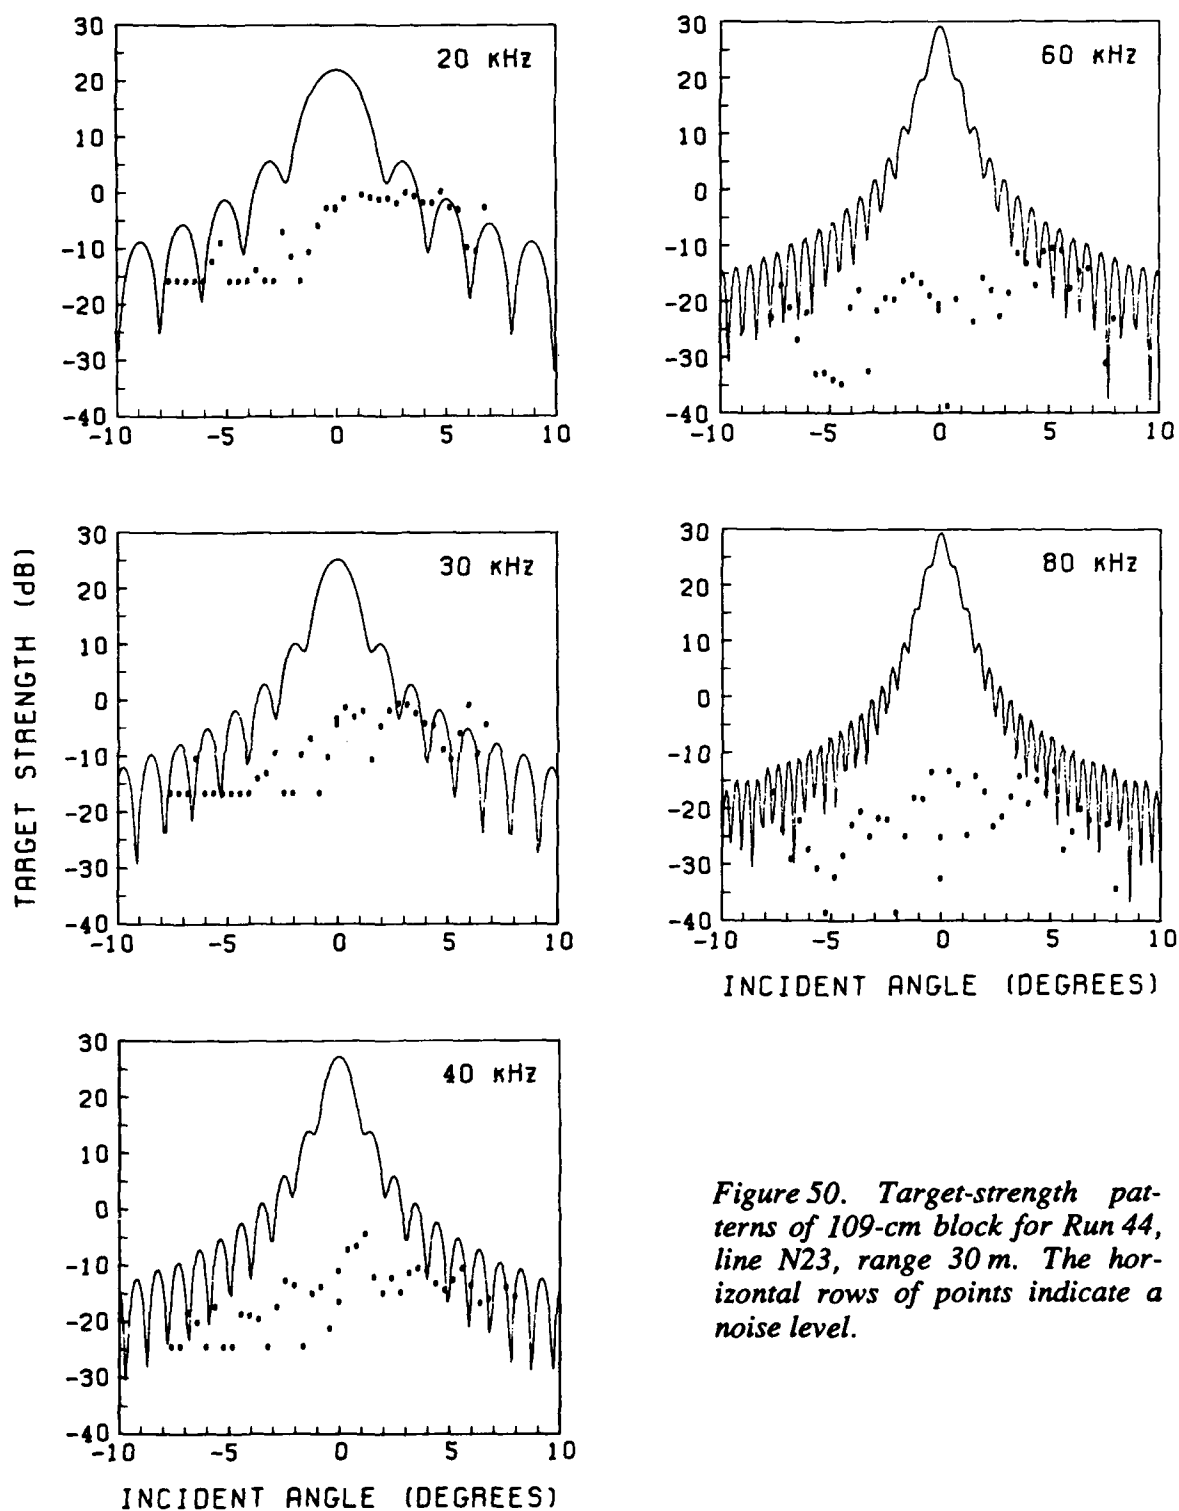 30
20
10
0
-10
-20
-30
-40
-10 -5 0 5 10
20 KHz
30
20
10
0
-10
-20
-30
-40
-10 -5 0 5 10
60 KHz
TARGET STRENGTH (dB)
30
20
10
0
-10
-20
-30
-40
-10 -5 0 5 10
30 KHz
30
20
10
0
-10
-20
-30
-40
-10 -5 0 5 10
80 KHz
INCIDENT ANGLE (DEGREES)
30
20
10
0
-10
-20
-30
-40
-10 -5 0 5 10
40 KHz
INCIDENT ANGLE (DEGREES)
Figure 50. Target-strength pat-
terns of 109-cm block for Run 44,
line N23, range 30 m. The hor-
izontal rows of points indicate a
noise level.